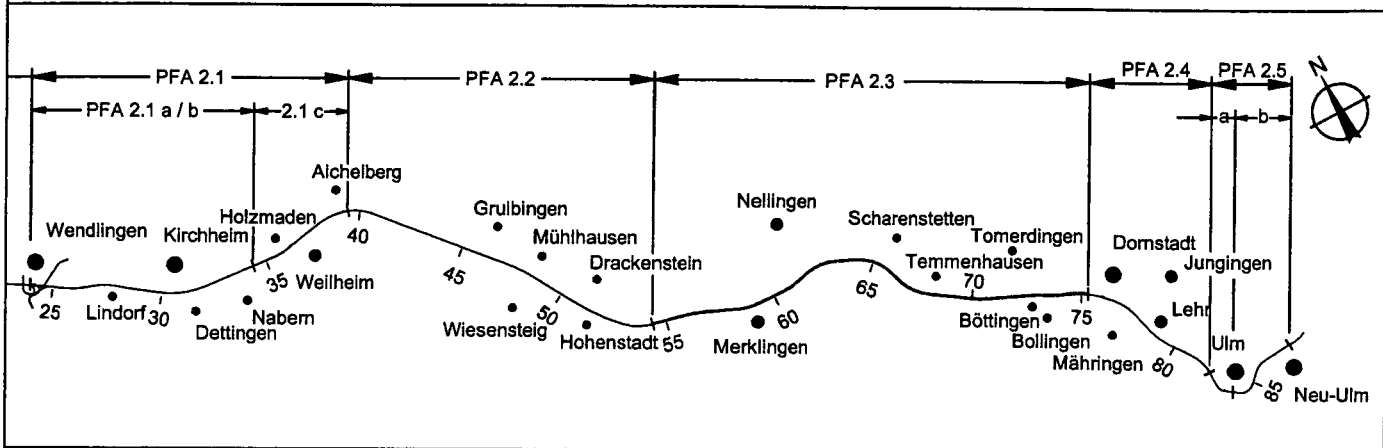 PFA 2.1
PFA 2.2
PFA 2.3
PFA 2.4
PFA 2.5
N
PFA 2.1 a / b
2.1 c
a
b
Aichelberg
Wendlingen
Kirchheim
Holzmaden
40
Grulbingen
Mühlhausen
Nellingen
Scharenstetten
Tomerdingen
Dornstadt
Jungingen
25
Lindorf
30
Dettingen
Nabern
35
Weilheim
45
Drackenstein
Wiesensteig
50
Hohenstadt
55
Merklingen
60
65
Temmenhausen
70
Böttingen
Bollingen
75
Mähringen
Lehr
80
Ulm
85
Neu-Ulm